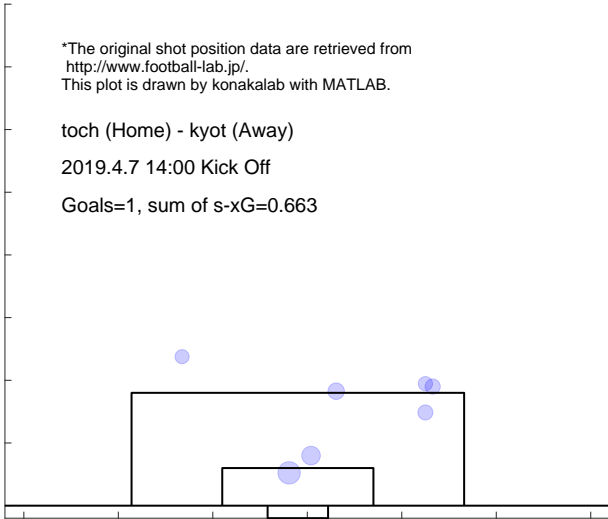 *The original shot position data are retrieved from
http://www.football-lab.jp/.
This plot is drawn by konakalab with MATLAB.
toch (Home) - kyot (Away)
2019.4.7 14:00 Kick Off
Goals=1, sum of s-xG=0.663